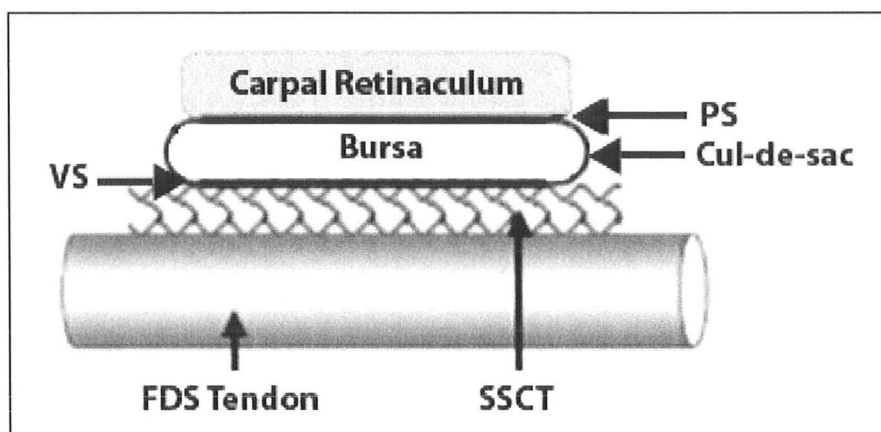 Carpal Retinaculum
PS
Bursa
Cul-de-sac
VS
FDS Tendon
SSCT